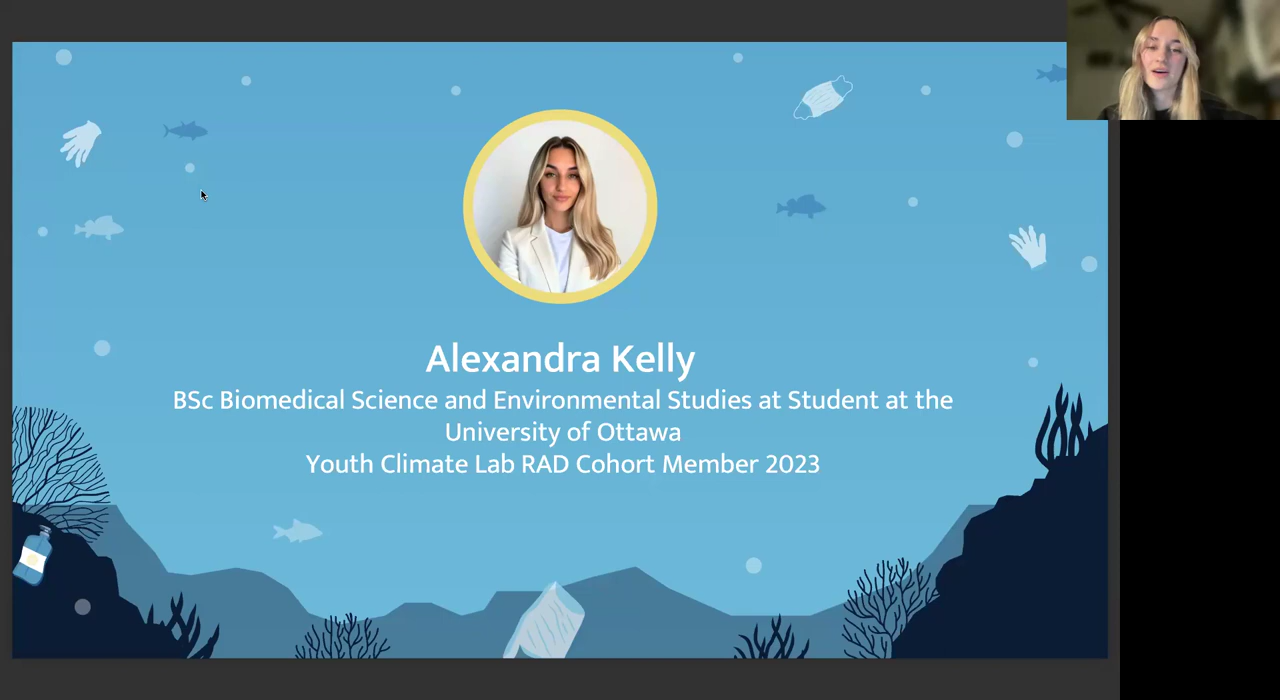 Alexandra Kelly
BSc Biomedical Science and Environmental Studies at Student at the
University of Ottawa
Youth Climate Lab RAD Cohort Member 2023